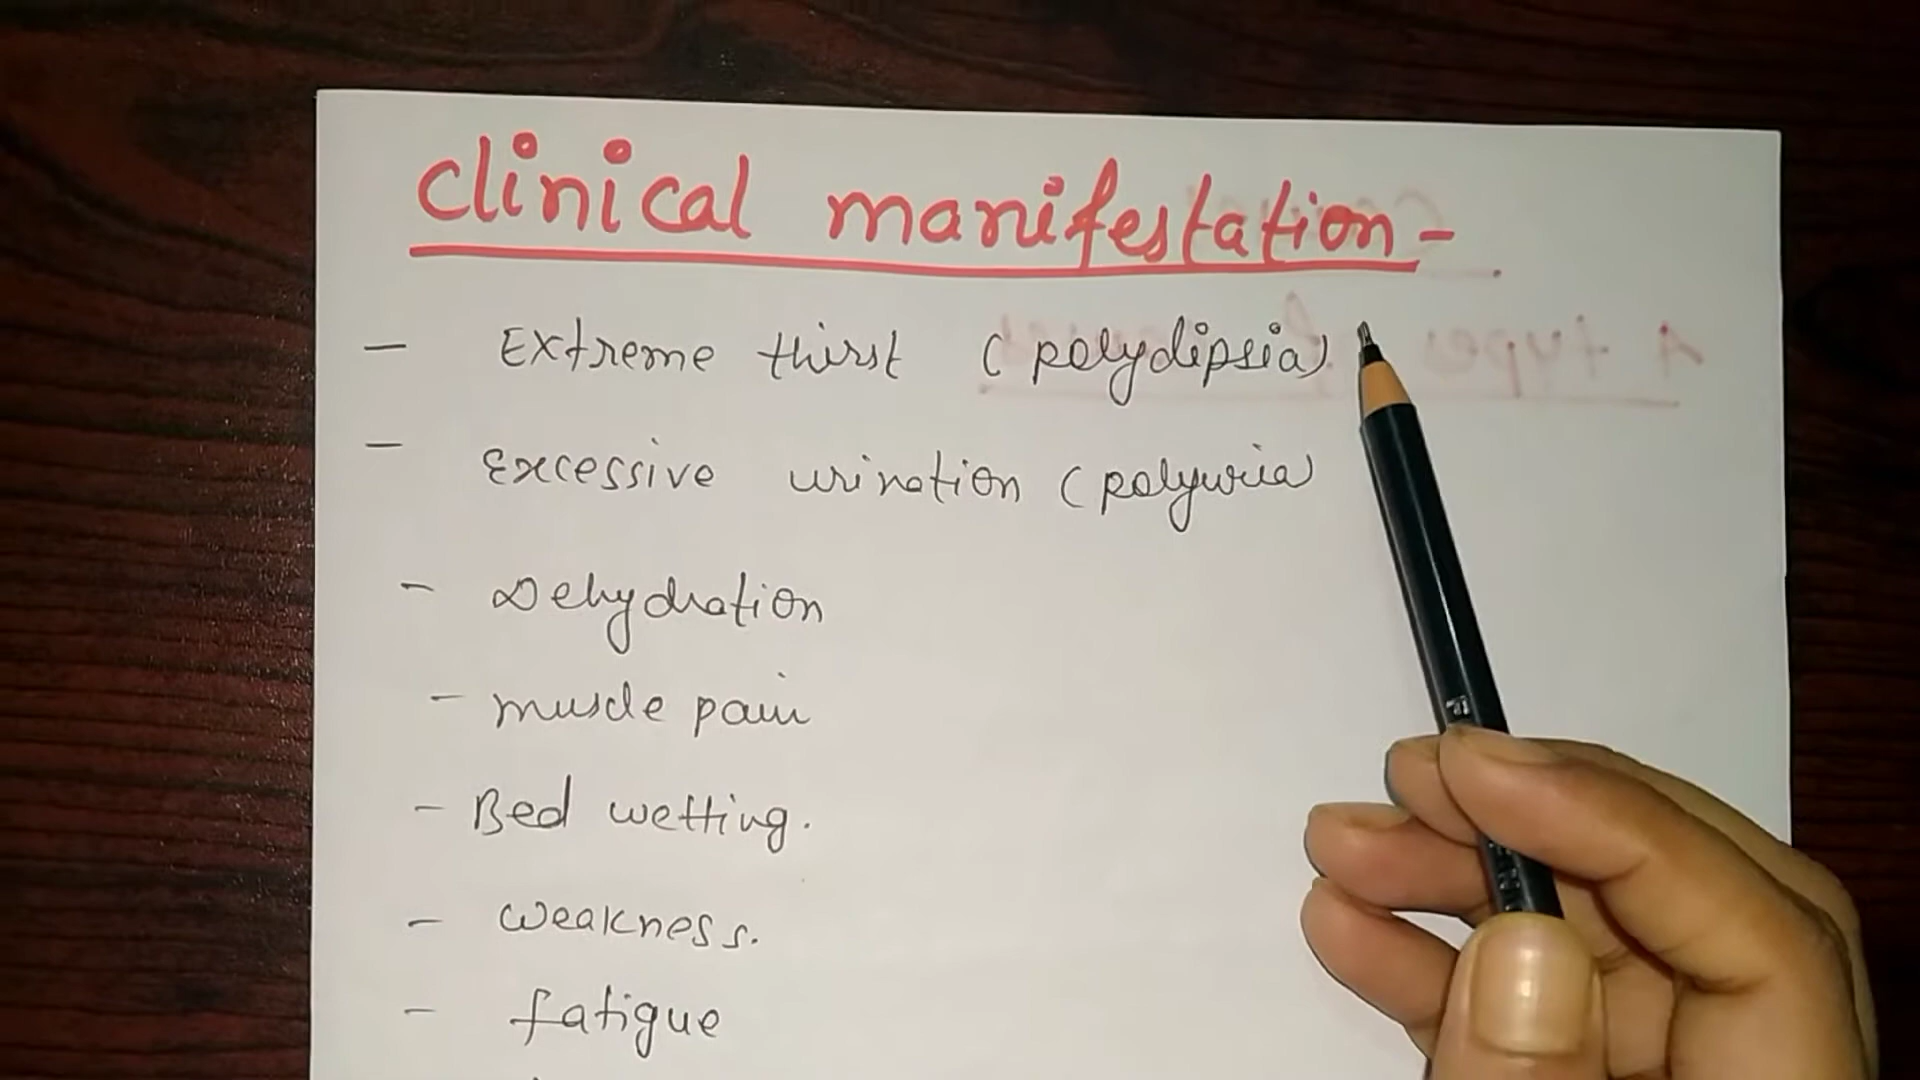 Clinical manifestation -
- Extreme thirst (polydipsia)
- Excessive urination (polyuria)
- Dehydration
- muscle pain
- Bed wetting.
- weakness.
- fatigue